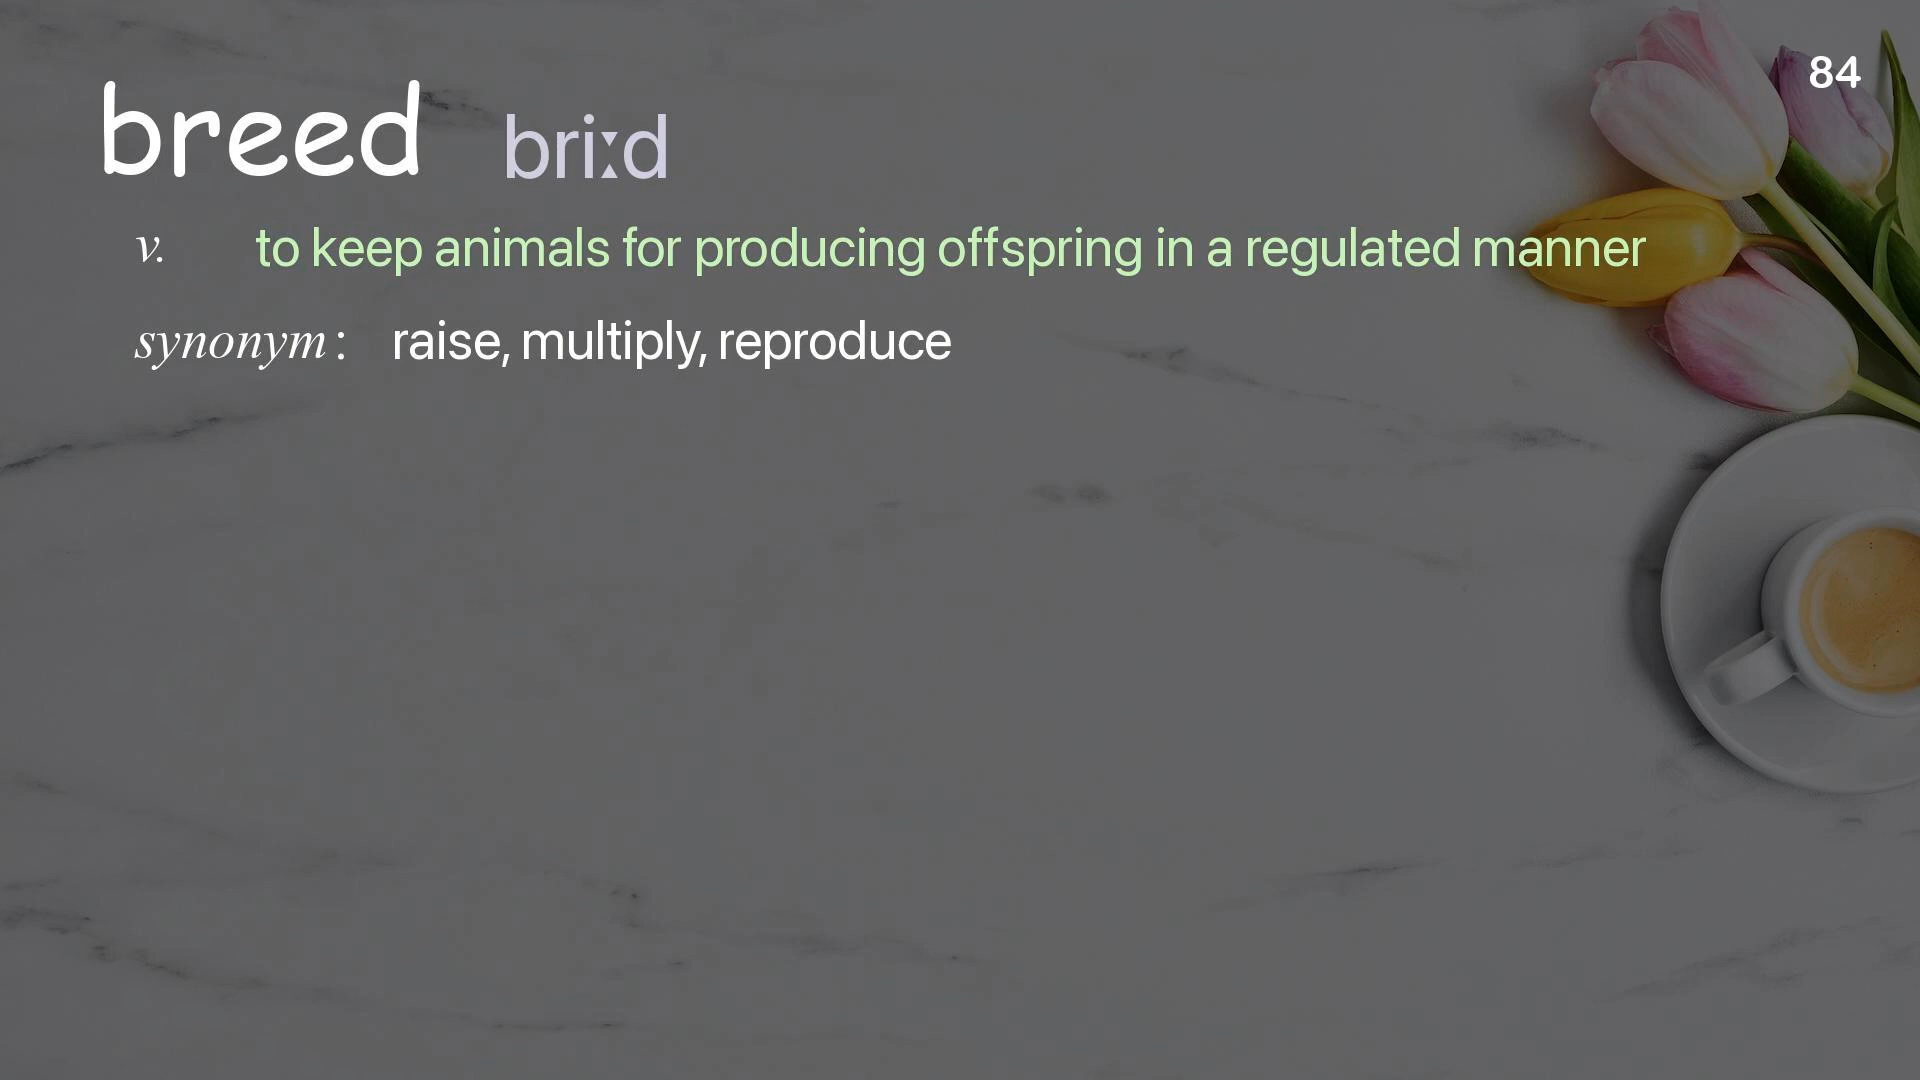 84
breed briːd
v. to keep animals for producing offspring in a regulated manner
synonym : raise, multiply, reproduce